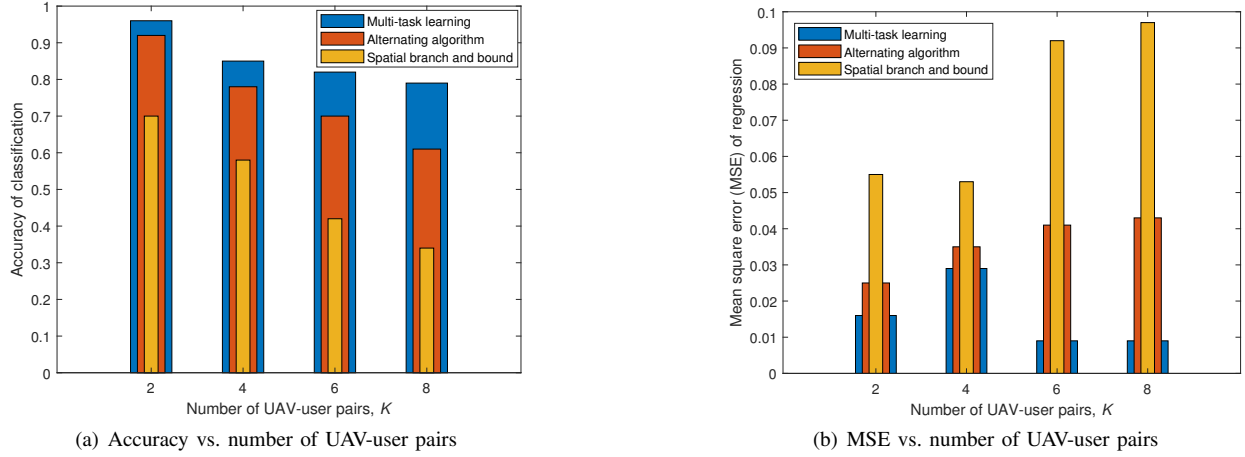 1
0.9
0.8
0.7
0.6
0.5
0.4
0.3
0.2
0.1
0
Accuracy of classification
Multi-task learning
Alternating algorithm
Spatial branch and bound
2 4 6 8
Number of UAV-user pairs, K
(a) Accuracy vs. number of UAV-user pairs
0.1
0.09
0.08
0.07
0.06
0.05
0.04
0.03
0.02
0.01
0
Mean square error (MSE) of regression
Multi-task learning
Alternating algorithm
Spatial branch and bound
2 4 6 8
Number of UAV-user pairs, K
(b) MSE vs. number of UAV-user pairs